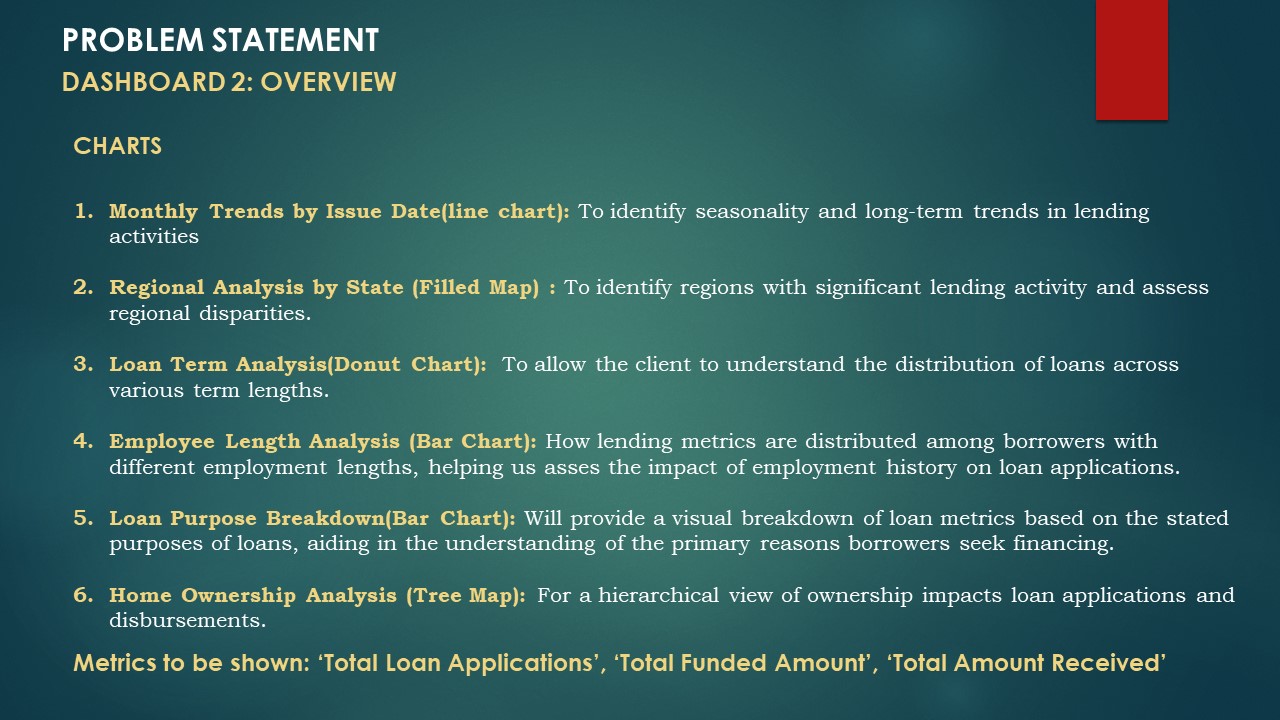 PROBLEM STATEMENT
DASHBOARD 2: OVERVIEW
CHARTS
1. Monthly Trends by Issue Date(line chart): To identify seasonality and long-term trends in lending
activities
2. Regional Analysis by State (Filled Map) : To identify regions with significant lending activity and assess
regional disparities.
3. Loan Term Analysis(Donut Chart): To allow the client to understand the distribution of loans across
various term lengths.
4. Employee Length Analysis (Bar Chart): How lending metrics are distributed among borrowers with
different employment lengths, helping us asses the impact of employment history on loan applications.
5. Loan Purpose Breakdown(Bar Chart): Will provide a visual breakdown of loan metrics based on the stated
purposes of loans, aiding in the understanding of the primary reasons borrowers seek financing.
6. Home Ownership Analysis (Tree Map): For a hierarchical view of ownership impacts loan applications and
disbursements.
Metrics to be shown: ‘Total Loan Applications’, ‘Total Funded Amount’, ‘Total Amount Received’